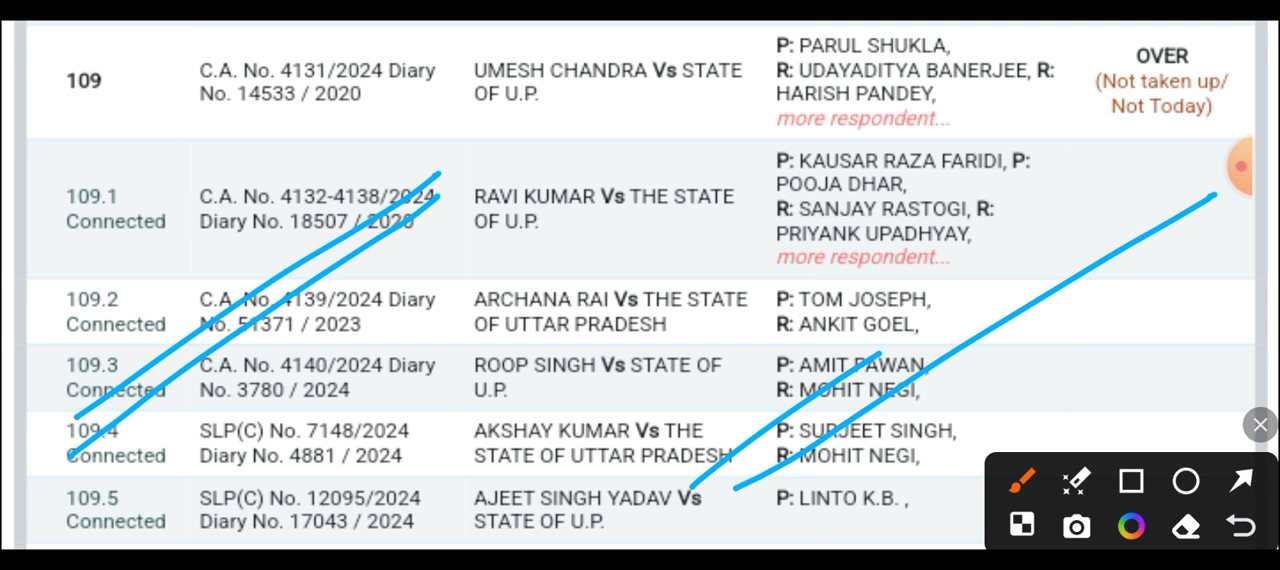 109
C.A. No. 4131/2024 Diary
No. 14533 / 2020
UMESH CHANDRA Vs STATE
OF U.P.
P: PARUL SHUKLA,
R: UDAYADITYA BANERJEE, R:
HARISH PANDEY,
more respondent...
OVER
(Not taken up/
Not Today)
109.1
Connected
C.A. No. 4132-4138/2024
Diary No. 18507 / 2020
RAVI KUMAR Vs THE STATE
OF U.P.
P: KAUSAR RAZA FARIDI, P:
POOJA DHAR,
R: SANJAY RASTOGI, R:
PRIYANK UPADHYAY,
more respondent...
109.2
Connected
C.A. No. 4139/2024 Diary
No. 51371 / 2023
ARCHANA RAI Vs THE STATE
OF UTTAR PRADESH
P: TOM JOSEPH,
R: ANKIT GOEL,
109.3
Connected
C.A. No. 4140/2024 Diary
No. 3780 / 2024
ROOP SINGH Vs STATE OF
U.P.
P: AMIT PAWAN,
R: MOHIT NEGI,
109.4
Connected
SLP(C) No. 7148/2024
Diary No. 4881 / 2024
AKSHAY KUMAR Vs THE
STATE OF UTTAR PRADESH
P: SURJEET SINGH,
R: MOHIT NEGI,
109.5
Connected
SLP(C) No. 12095/2024
Diary No. 17043 / 2024
AJEET SINGH YADAV Vs
STATE OF U.P.
P: LINTO K.B. ,